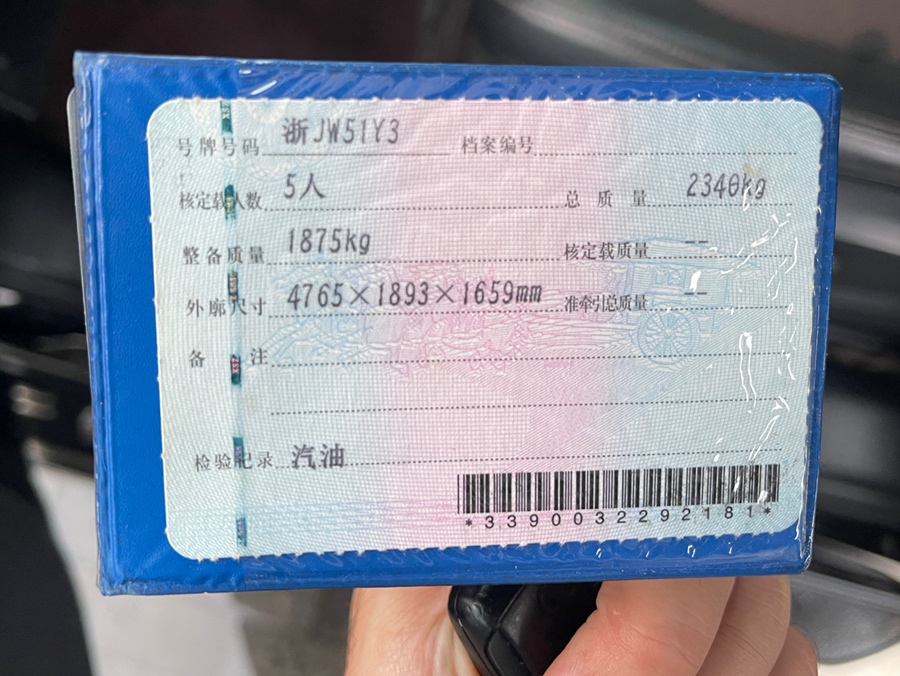 号牌号码 浙JW51Y3 档案编号
核定载人数 5人 总质量 2340kg
整备质量 1875kg 核定载质量 --
外廓尺寸 4765×1893×1659mm 准牵引总质量 --
备注
检验记录 汽油
*3390032292181*